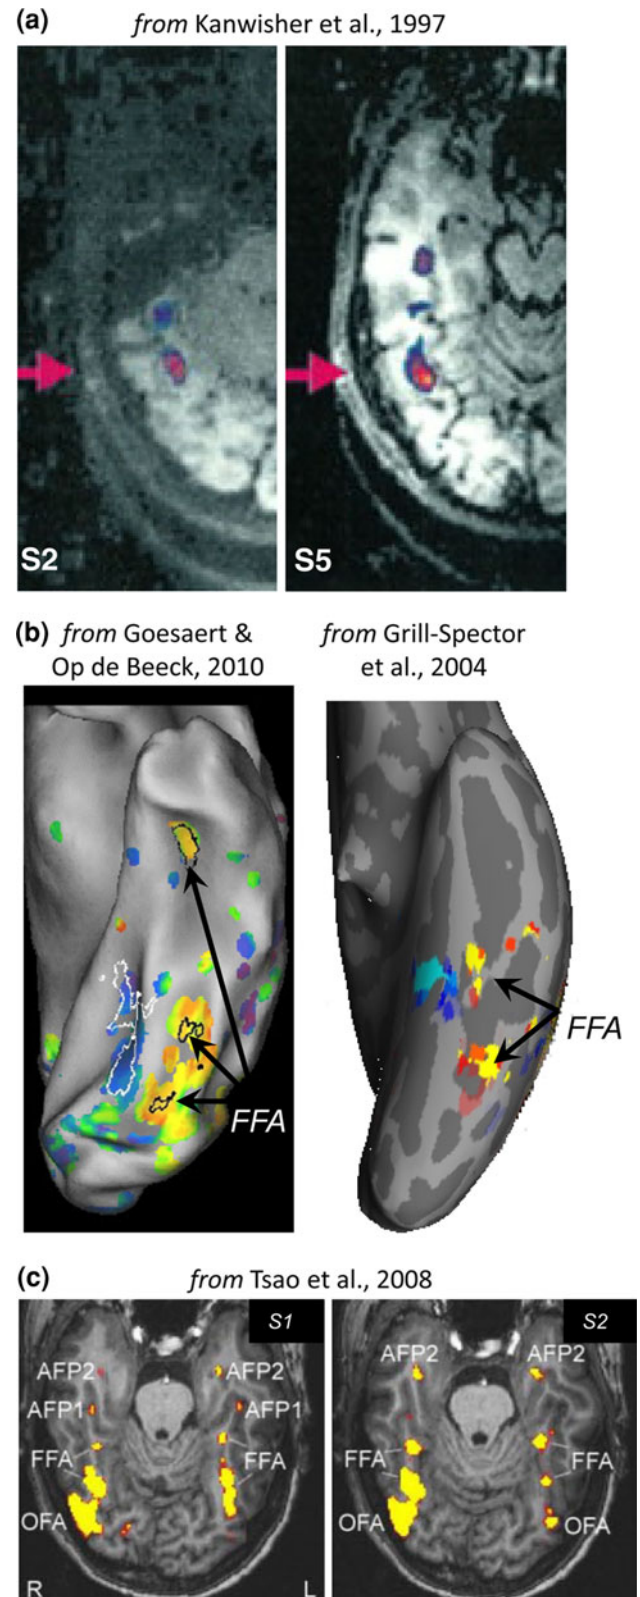 (a) from Kanwisher et al., 1997
S2 S5
(b) from Goesaert & Op de Beeck, 2010
from Grill-Spector et al., 2004
FFA
FFA
(c) from Tsao et al., 2008
S1 S2
AFP2 AFP2 AFP2 AFP2
AFP1 AFP1
FFA FFA FFA FFA
OFA OFA OFA
R L